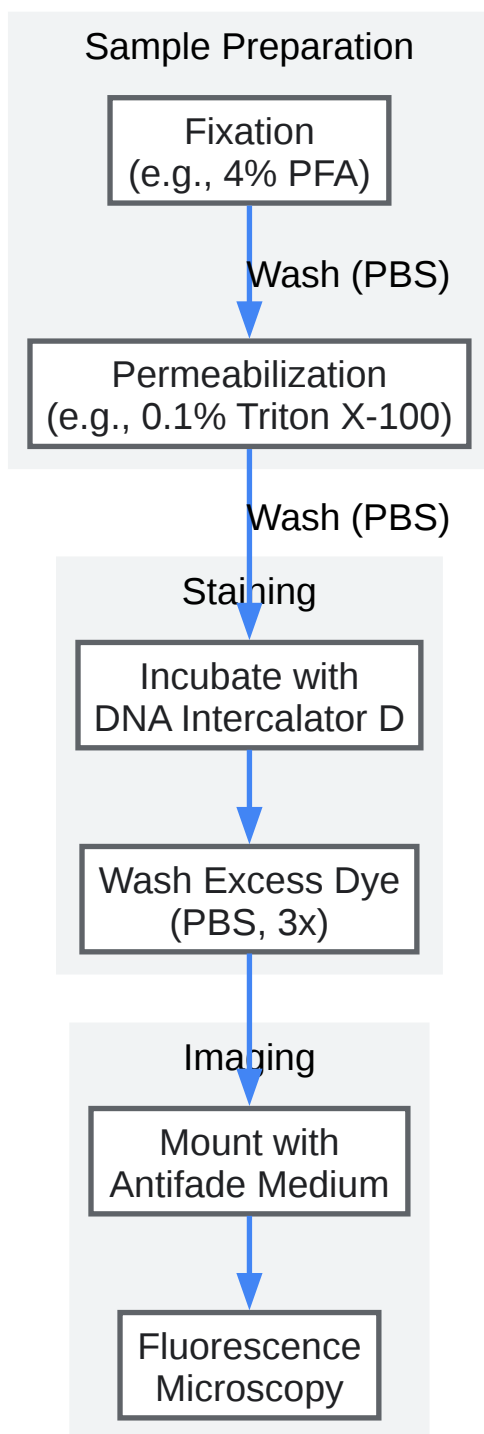 Sample Preparation
Fixation
(e.g., 4% PFA)
Wash (PBS)
Permeabilization
(e.g., 0.1% Triton X-100)
Wash (PBS)
Staining
Incubate with
DNA Intercalator D
Wash Excess Dye
(PBS, 3x)
Imaging
Mount with
Antifade Medium
Fluorescence
Microscopy